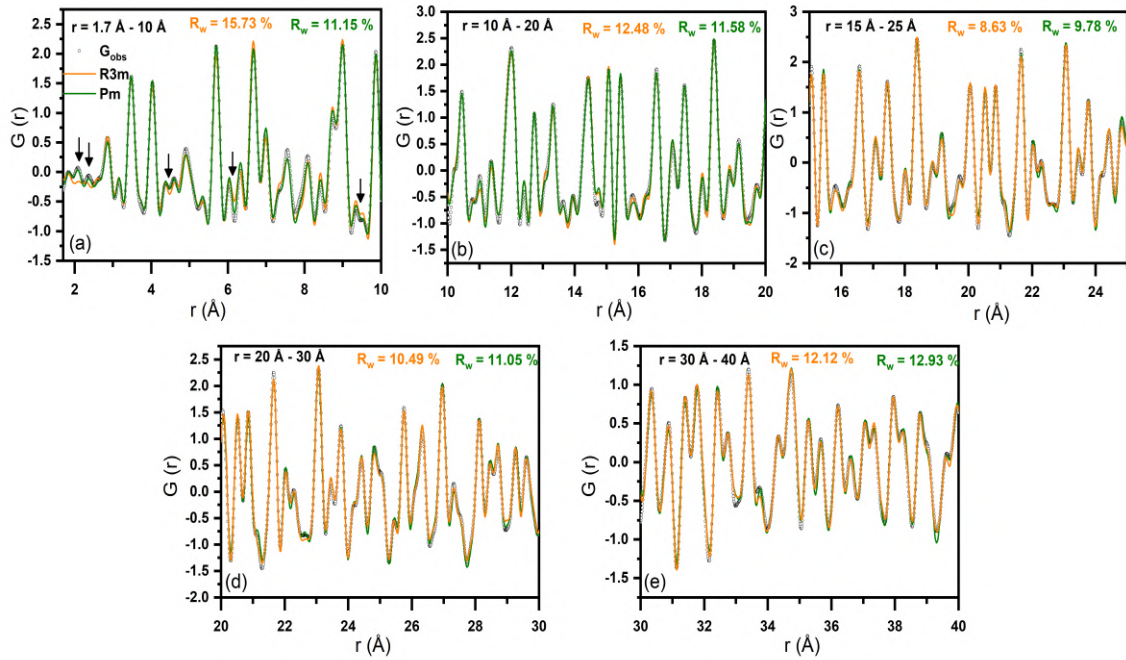 r = 1.7 Å - 10 Å
R_w = 15.73 %
R_w = 11.15 %
G_obs
R3m
Pm
2.5
2.0
1.5
1.0
0.5
0.0
-0.5
-1.0
-1.5
G (r)
(a)
2 4 6 8 10
r (Å)
r = 10 Å - 20 Å
R_w = 12.48 %
R_w = 11.58 %
3.0
2.5
2.0
1.5
1.0
0.5
0.0
-0.5
-1.0
-1.5
G (r)
(b)
10 12 14 16 18 20
r (Å)
r = 15 Å - 25 Å
R_w = 8.63 %
R_w = 9.78 %
3
2
1
0
-1
-2
G (r)
(c)
16 18 20 22 24
r (Å)
r = 20 Å - 30 Å
R_w = 10.49 %
R_w = 11.05 %
2.5
2.0
1.5
1.0
0.5
0.0
-0.5
-1.0
-1.5
-2.0
G (r)
(d)
20 22 24 26 28 30
r (Å)
r = 30 Å - 40 Å
R_w = 12.12 %
R_w = 12.93 %
1.5
1.0
0.5
0.0
-0.5
-1.0
-1.5
G (r)
(e)
30 32 34 36 38 40
r (Å)